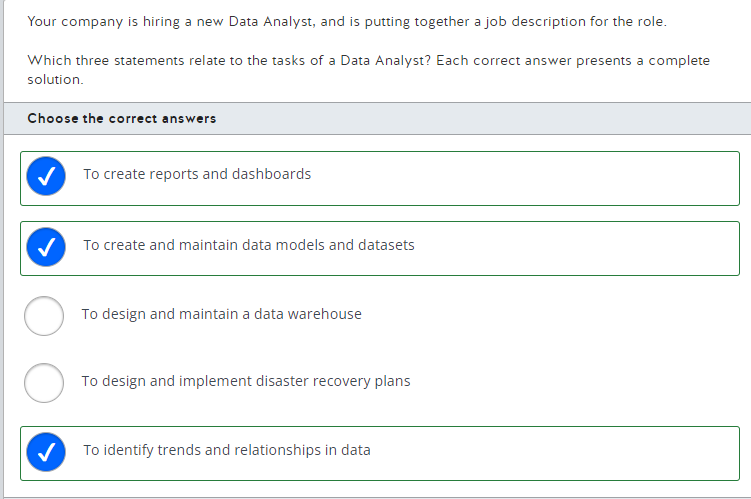 Your company is hiring a new Data Analyst, and is putting together a job description for the role.
Which three statements relate to the tasks of a Data Analyst? Each correct answer presents a complete
solution.
Choose the correct answers
To create reports and dashboards
To create and maintain data models and datasets
To design and maintain a data warehouse
To design and implement disaster recovery plans
To identify trends and relationships in data